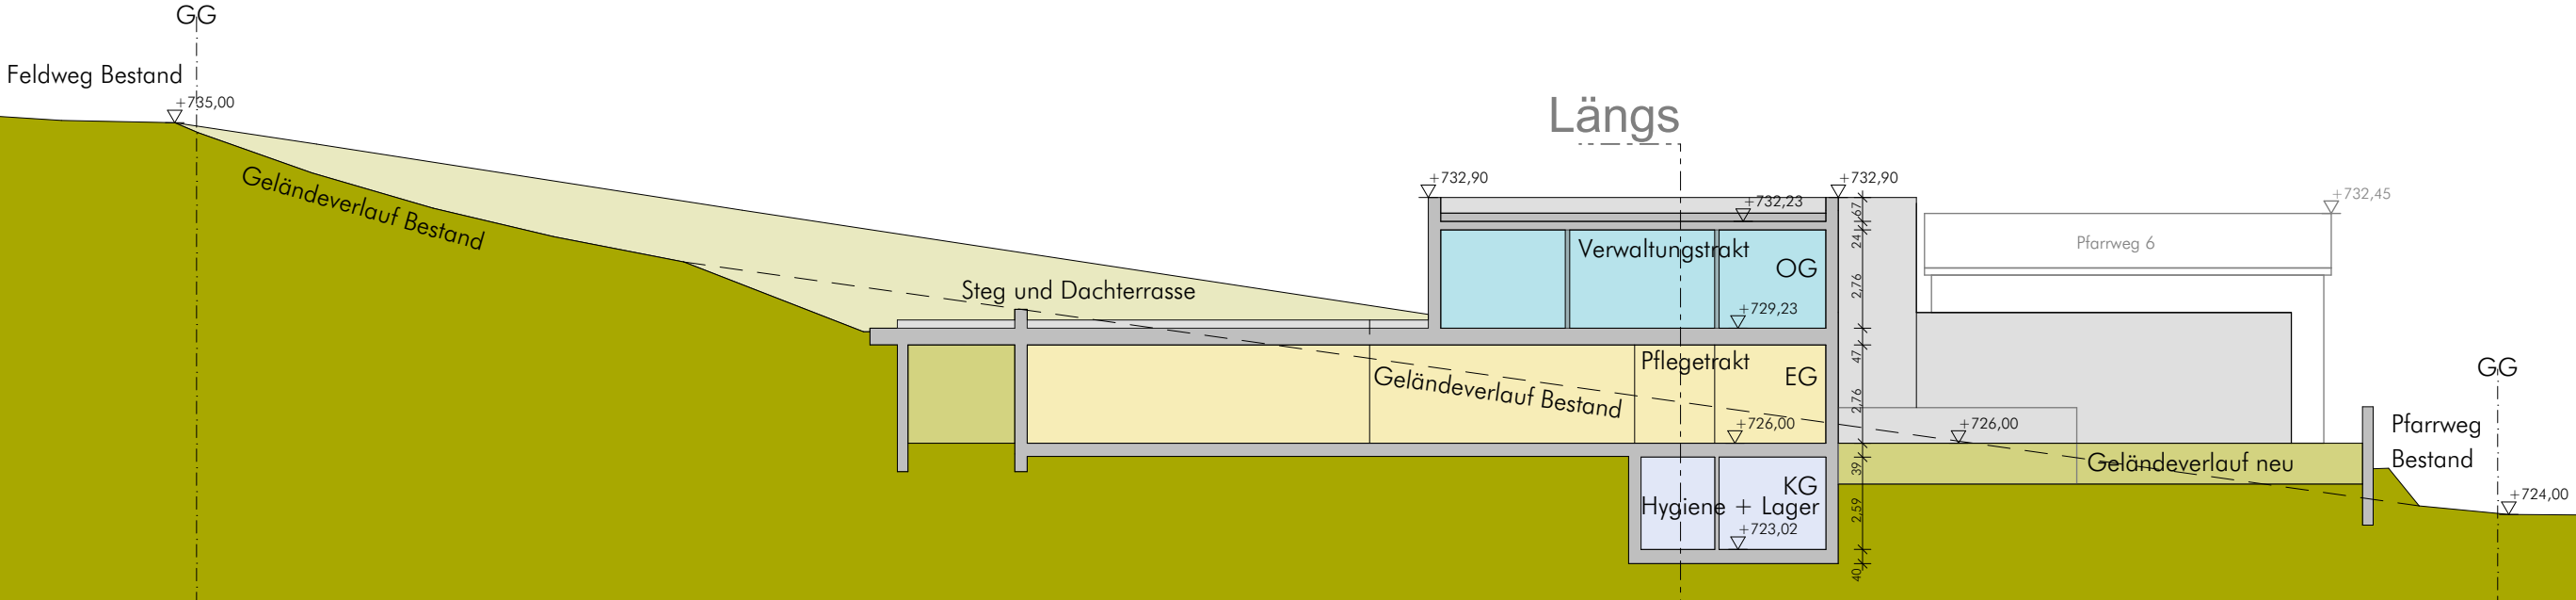 GG
Feldweg Bestand
+735,00
Geländeverlauf Bestand
Steg und Dachterrasse
Längs
+732,90
+732,90
+732,23
+732,45
67
24
Verwaltungstrakt
OG
Pfarrweg 6
2,76
+729,23
47
Pflegetrakt
EG
Geländeverlauf Bestand
2,76
+726,00
+726,00
GG
Pfarrweg
Bestand
Geländeverlauf neu
39
KG
Hygiene + Lager
2,59
+723,02
+724,00
40